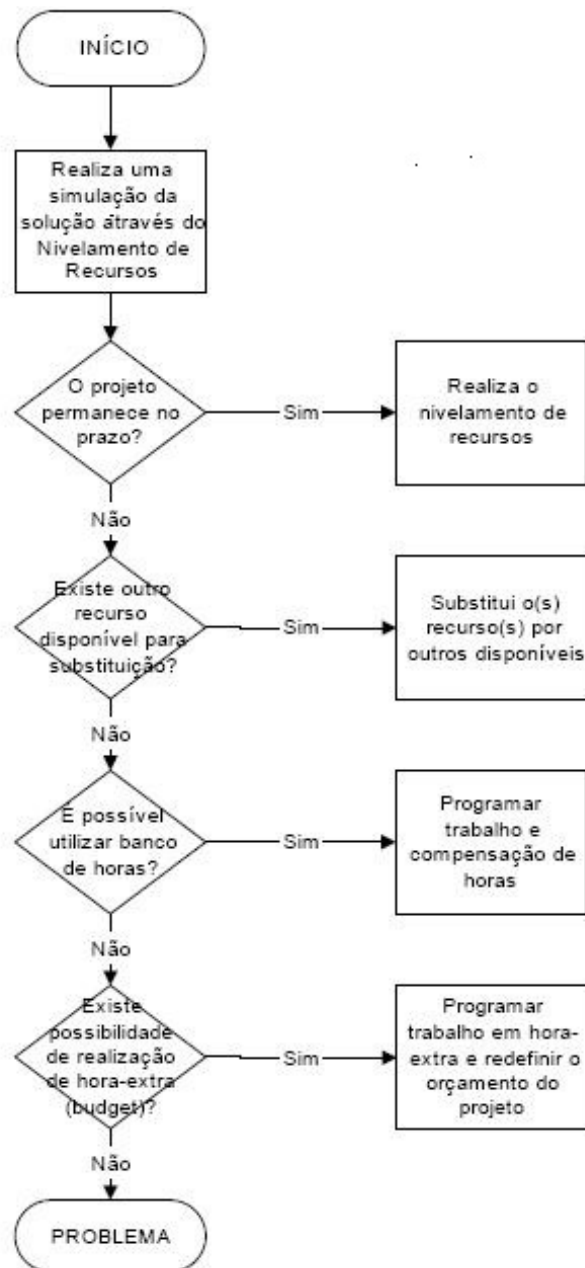 INÍCIO
Realiza uma
simulação da
solução através do
Nivelamento de
Recursos
O projeto
permanece no
prazo?
Sim
Realiza o
nivelamento de
recursos
Não
Existe outro
recurso
disponível para
substituição?
Sim
Substitui o(s)
recurso(s) por
outros disponíveis
Não
É possível
utilizar banco
de horas?
Sim
Programar
trabalho e
compensação de
horas
Não
Existe
possibilidade
de realização
de hora-extra
(budget)?
Sim
Programar
trabalho em hora-
extra e redefinir o
orçamento do
projeto
Não
PROBLEMA